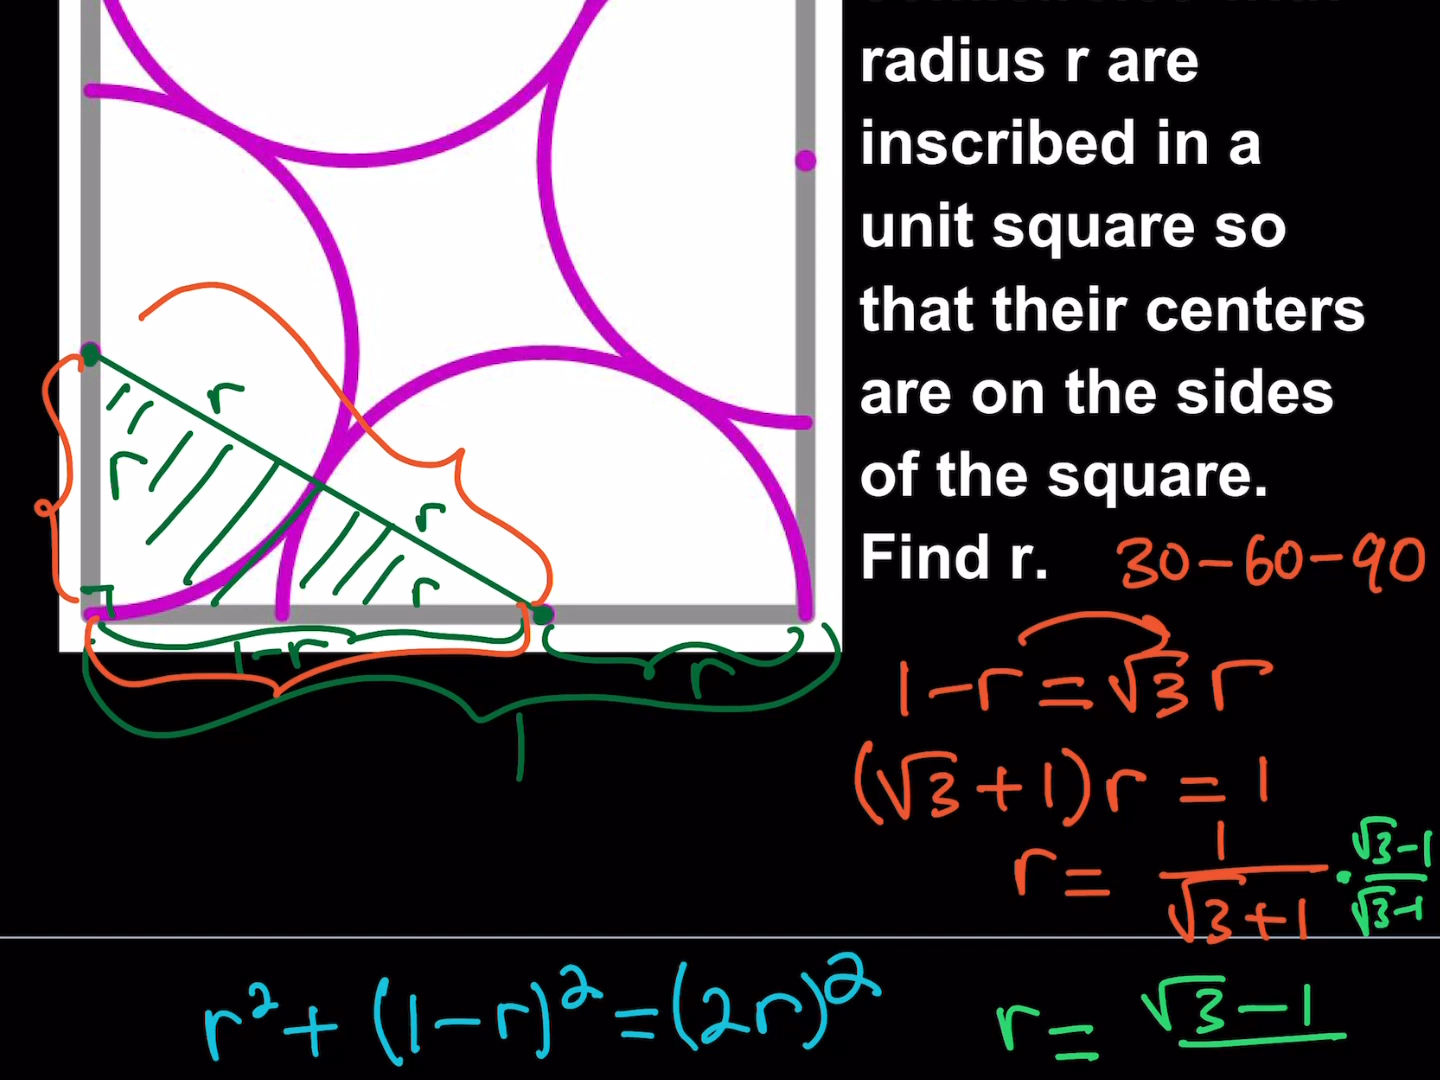 radius r are
inscribed in a
unit square so
that their centers
are on the sides
of the square.
Find r. 30-60-90
r
r
r
r
1-r
r
1
1-r = √3 r
(√3+1)r = 1
r = 1/(√3+1) · (√3-1)/(√3-1)
r² + (1-r)² = (2r)²
r = √3-1